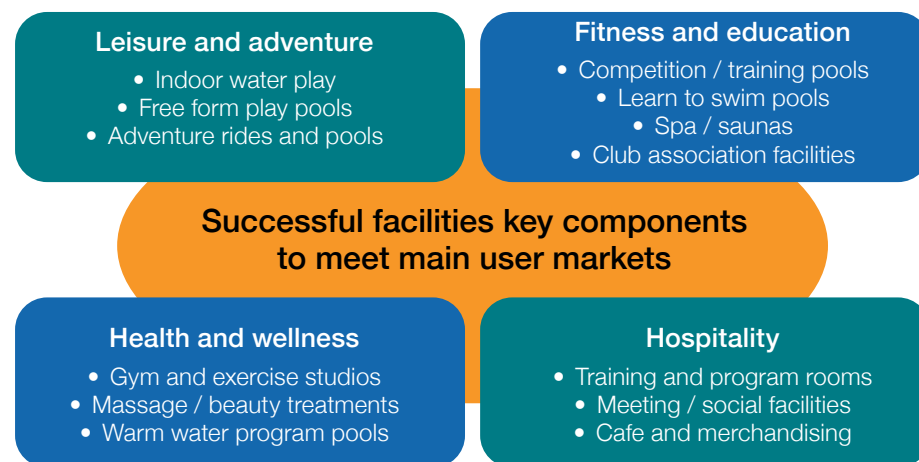 Leisure and adventure
• Indoor water play
• Free form play pools
• Adventure rides and pools
Fitness and education
• Competition / training pools
• Learn to swim pools
• Spa / saunas
• Club association facilities
Successful facilities key components
to meet main user markets
Health and wellness
• Gym and exercise studios
• Massage / beauty treatments
• Warm water program pools
Hospitality
• Training and program rooms
• Meeting / social facilities
• Cafe and merchandising